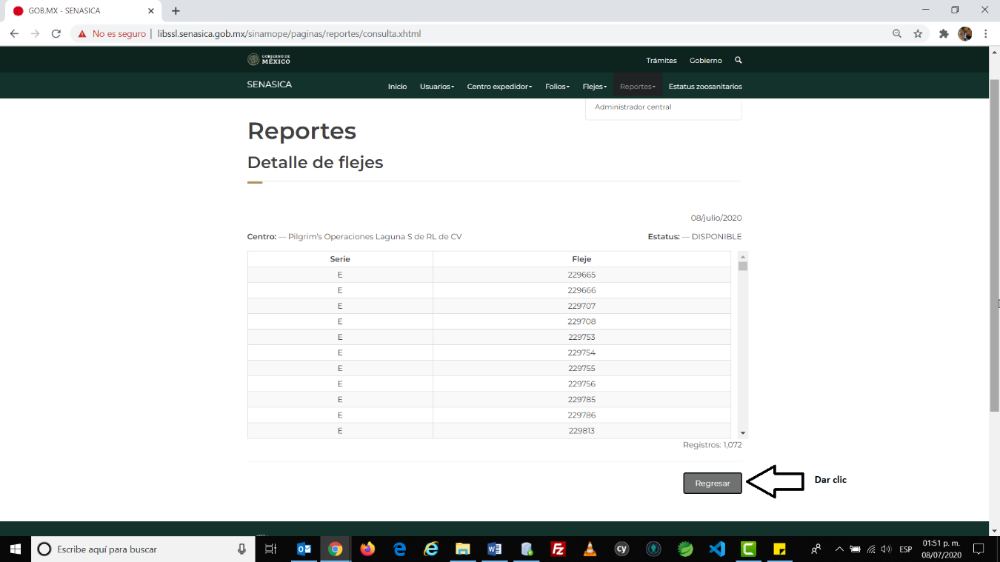 GOB.MX - SENASICA
No es seguro | libssl.senasica.gob.mx/sinamope/paginas/reportes/consulta.xhtml
GOBIERNO DE
MÉXICO
Trámites Gobierno
SENASICA
Inicio Usuarios Centro expedidor Folios Flejes Reportes Estatus zoosanitarios
Administrador central
Reportes
Detalle de flejes
08/julio/2020
Centro: — Pilgrim's Operaciones Laguna S de RL de CV Estatus: — DISPONIBLE
Serie Fleje
E 229665
E 229666
E 229707
E 229708
E 229753
E 229754
E 229755
E 229756
E 229785
E 229786
E 229813
Registros: 1,072
Regresar
Dar clic
Escribe aquí para buscar
cy
ESP
01:51 p. m.
08/07/2020